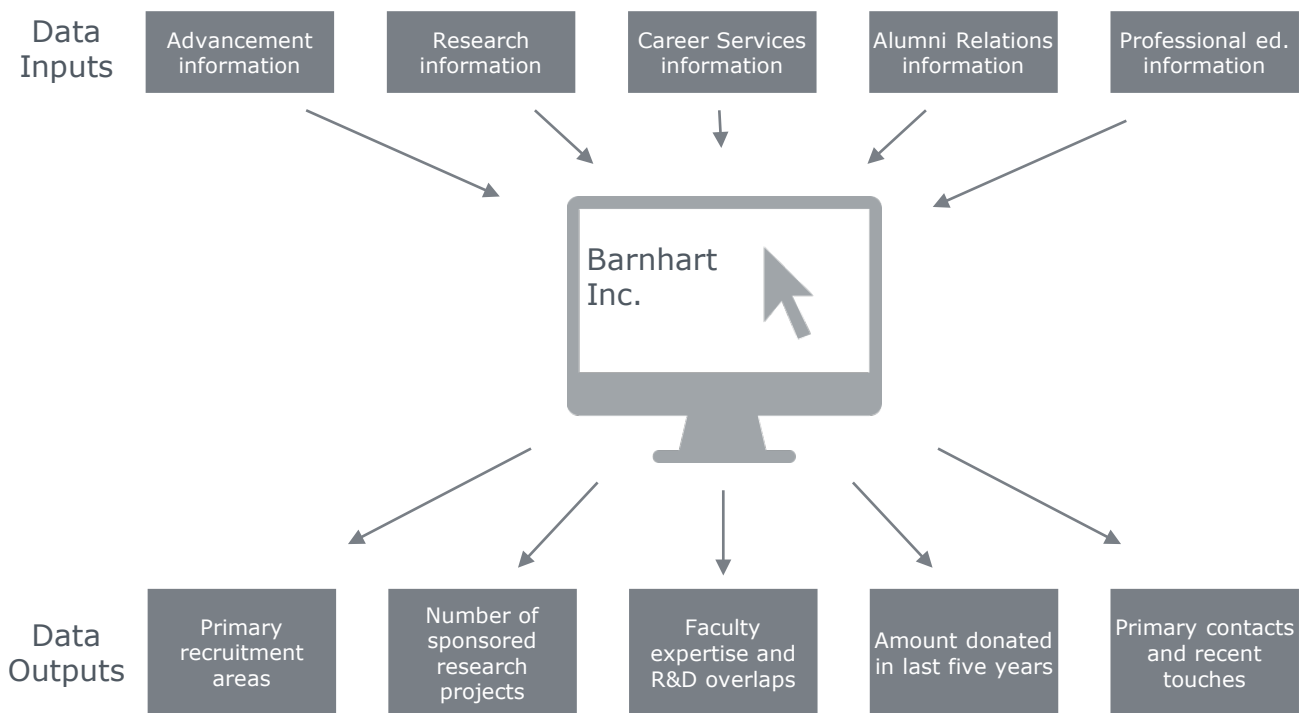 Data
Inputs
Advancement
information
Research
information
Career Services
information
Alumni Relations
information
Professional ed.
information
Barnhart
Inc.
Data
Outputs
Primary
recruitment
areas
Number of
sponsored
research
projects
Faculty
expertise and
R&D overlaps
Amount donated
in last five years
Primary contacts
and recent
touches